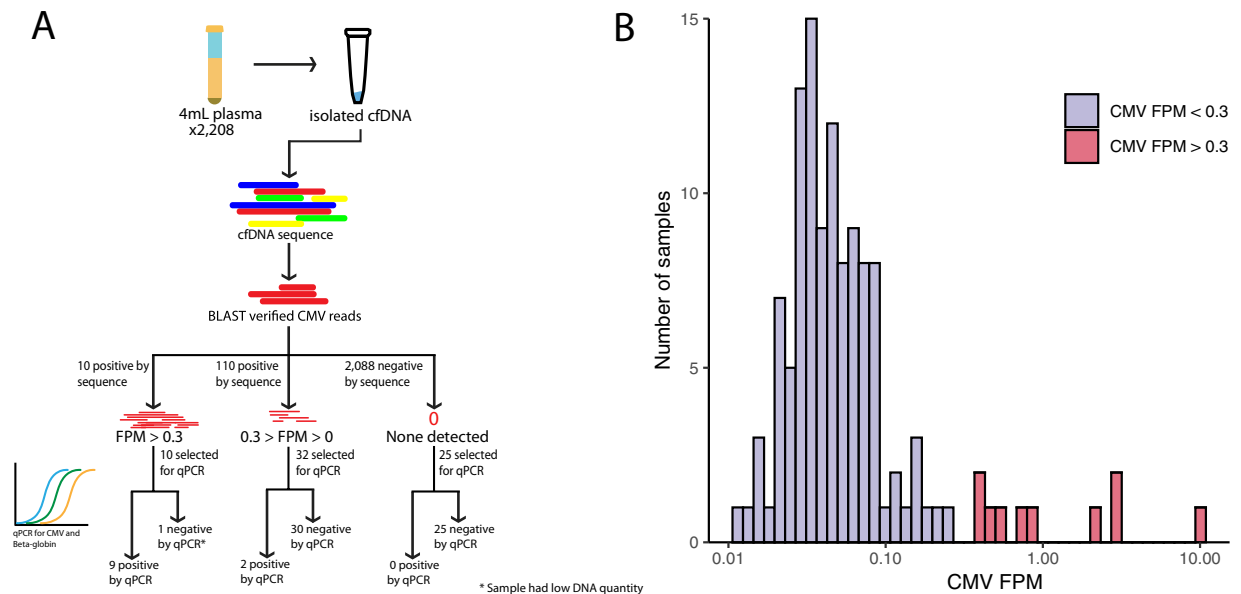 A
4mL plasma
x2,208
isolated cfDNA
cfDNA sequence
BLAST verified CMV reads
10 positive by
sequence
110 positive
by sequence
2,088 negative
by sequence
0
FPM > 0.3
0.3 > FPM > 0
None detected
10 selected
for qPCR
32 selected
for qPCR
25 selected
for qPCR
qPCR for CMV and
Beta-globin
1 negative
by qPCR*
30 negative
by qPCR
25 negative
by qPCR
9 positive
by qPCR
2 positive
by qPCR
0 positive
by qPCR
* Sample had low DNA quantity
B
15
10
5
0
Number of samples
CMV FPM < 0.3
CMV FPM > 0.3
0.01
0.10
1.00
10.00
CMV FPM